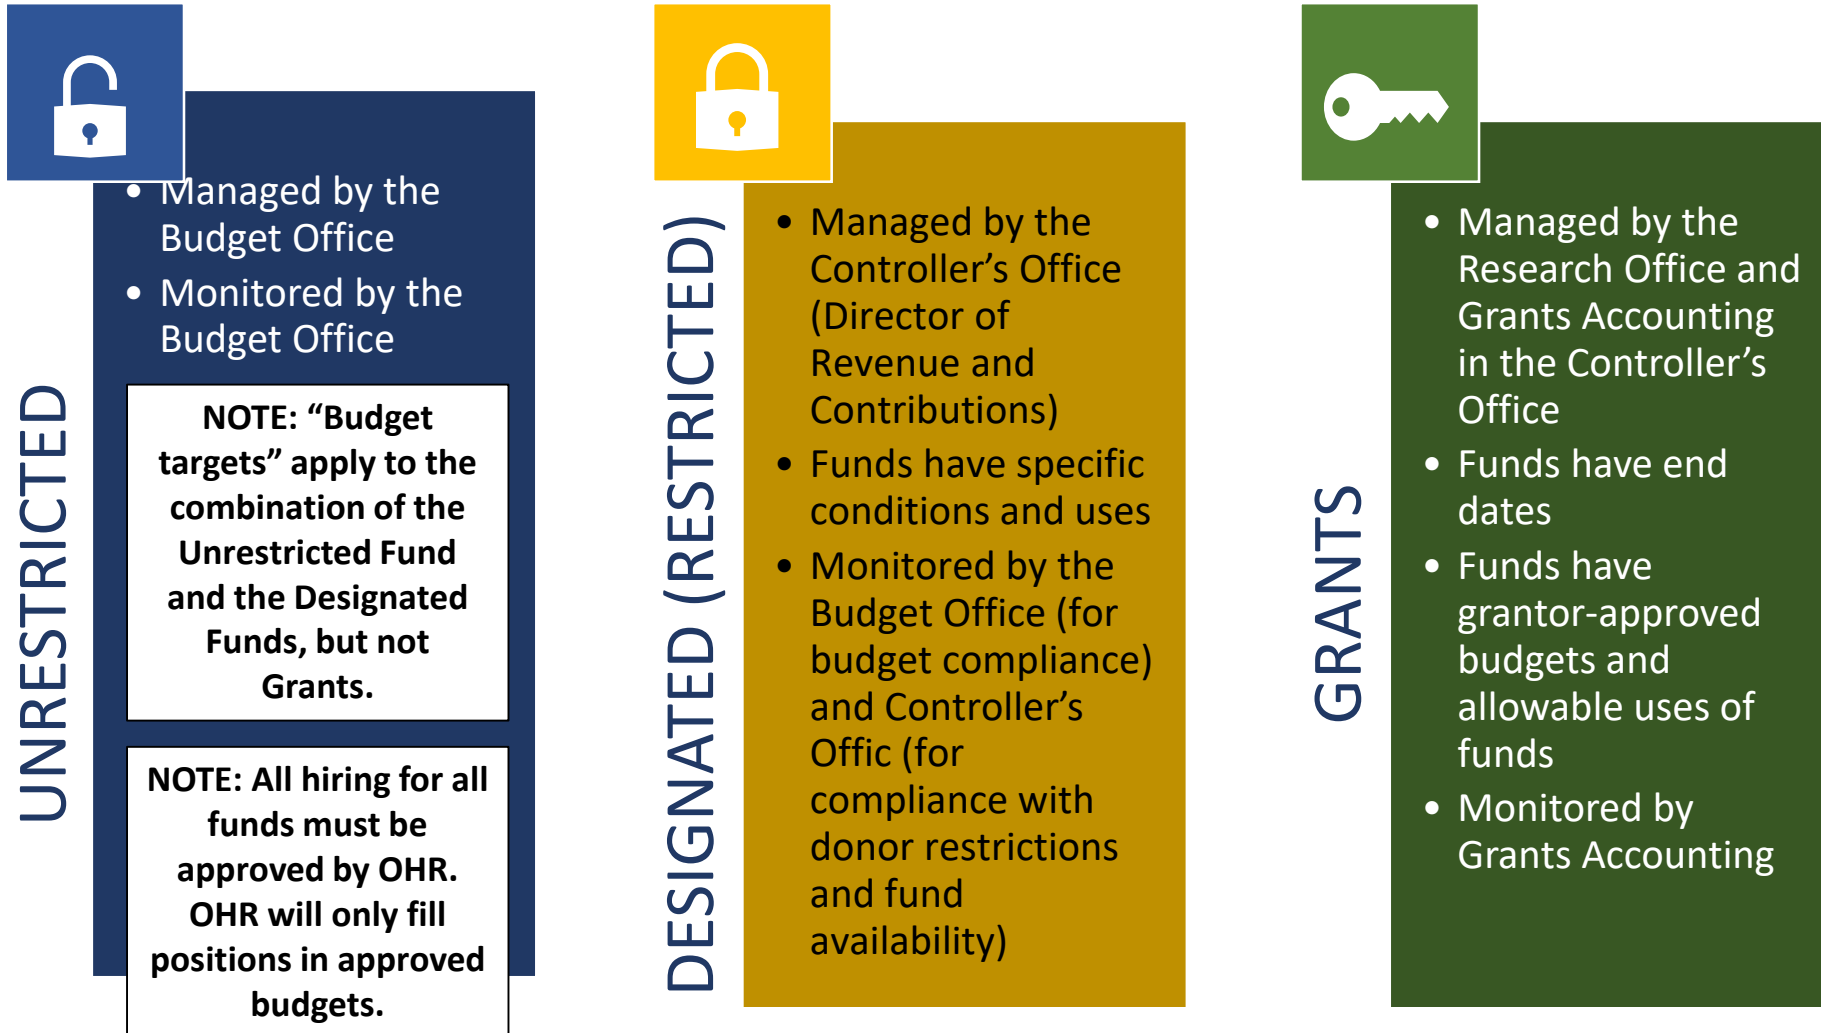 UNRESTRICTED
• Managed by the
Budget Office
• Monitored by the
Budget Office
NOTE: “Budget
targets” apply to the
combination of the
Unrestricted Fund
and the Designated
Funds, but not
Grants.
NOTE: All hiring for all
funds must be
approved by OHR.
OHR will only fill
positions in approved
budgets.
DESIGNATED (RESTRICTED)
• Managed by the
Controller’s Office
(Director of
Revenue and
Contributions)
• Funds have specific
conditions and uses
• Monitored by the
Budget Office (for
budget compliance)
and Controller’s
Offic (for
compliance with
donor restrictions
and fund
availability)
GRANTS
• Managed by the
Research Office and
Grants Accounting
in the Controller’s
Office
• Funds have end
dates
• Funds have
grantor-approved
budgets and
allowable uses of
funds
• Monitored by
Grants Accounting